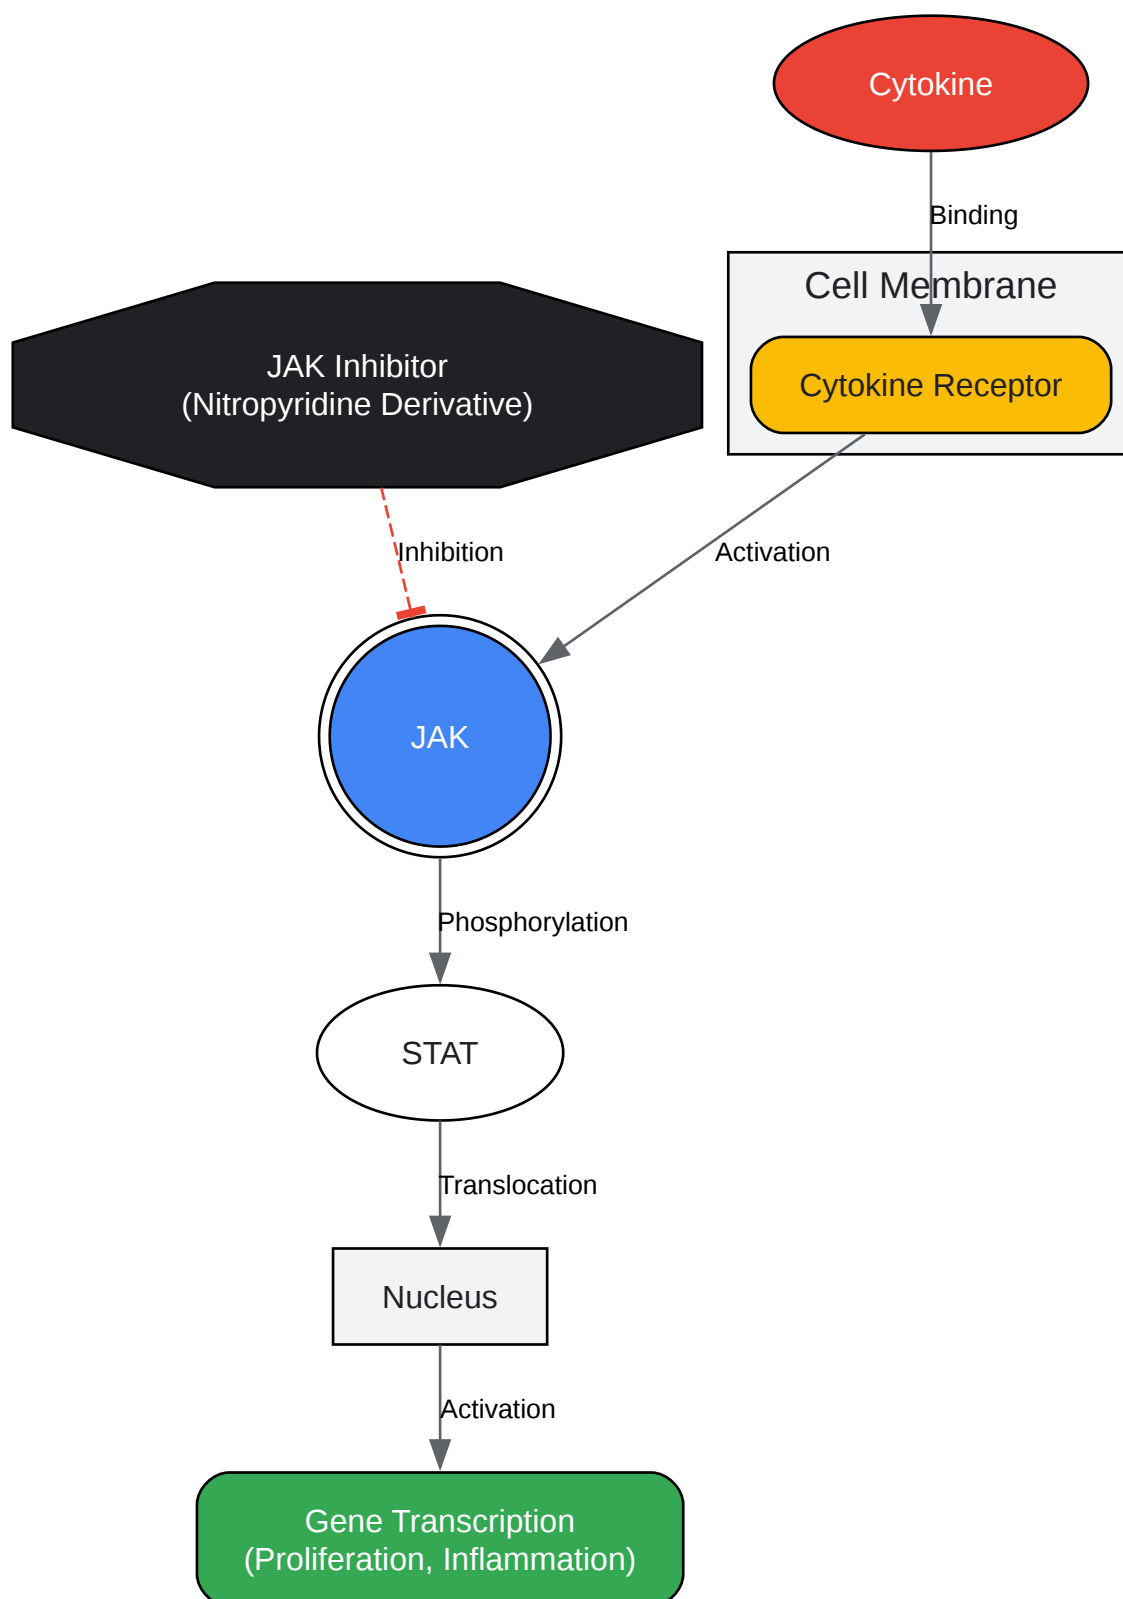 Cytokine
Binding
Cell Membrane
Cytokine Receptor
JAK Inhibitor
(Nitropyridine Derivative)
Inhibition
Activation
JAK
Phosphorylation
STAT
Translocation
Nucleus
Activation
Gene Transcription
(Proliferation, Inflammation)